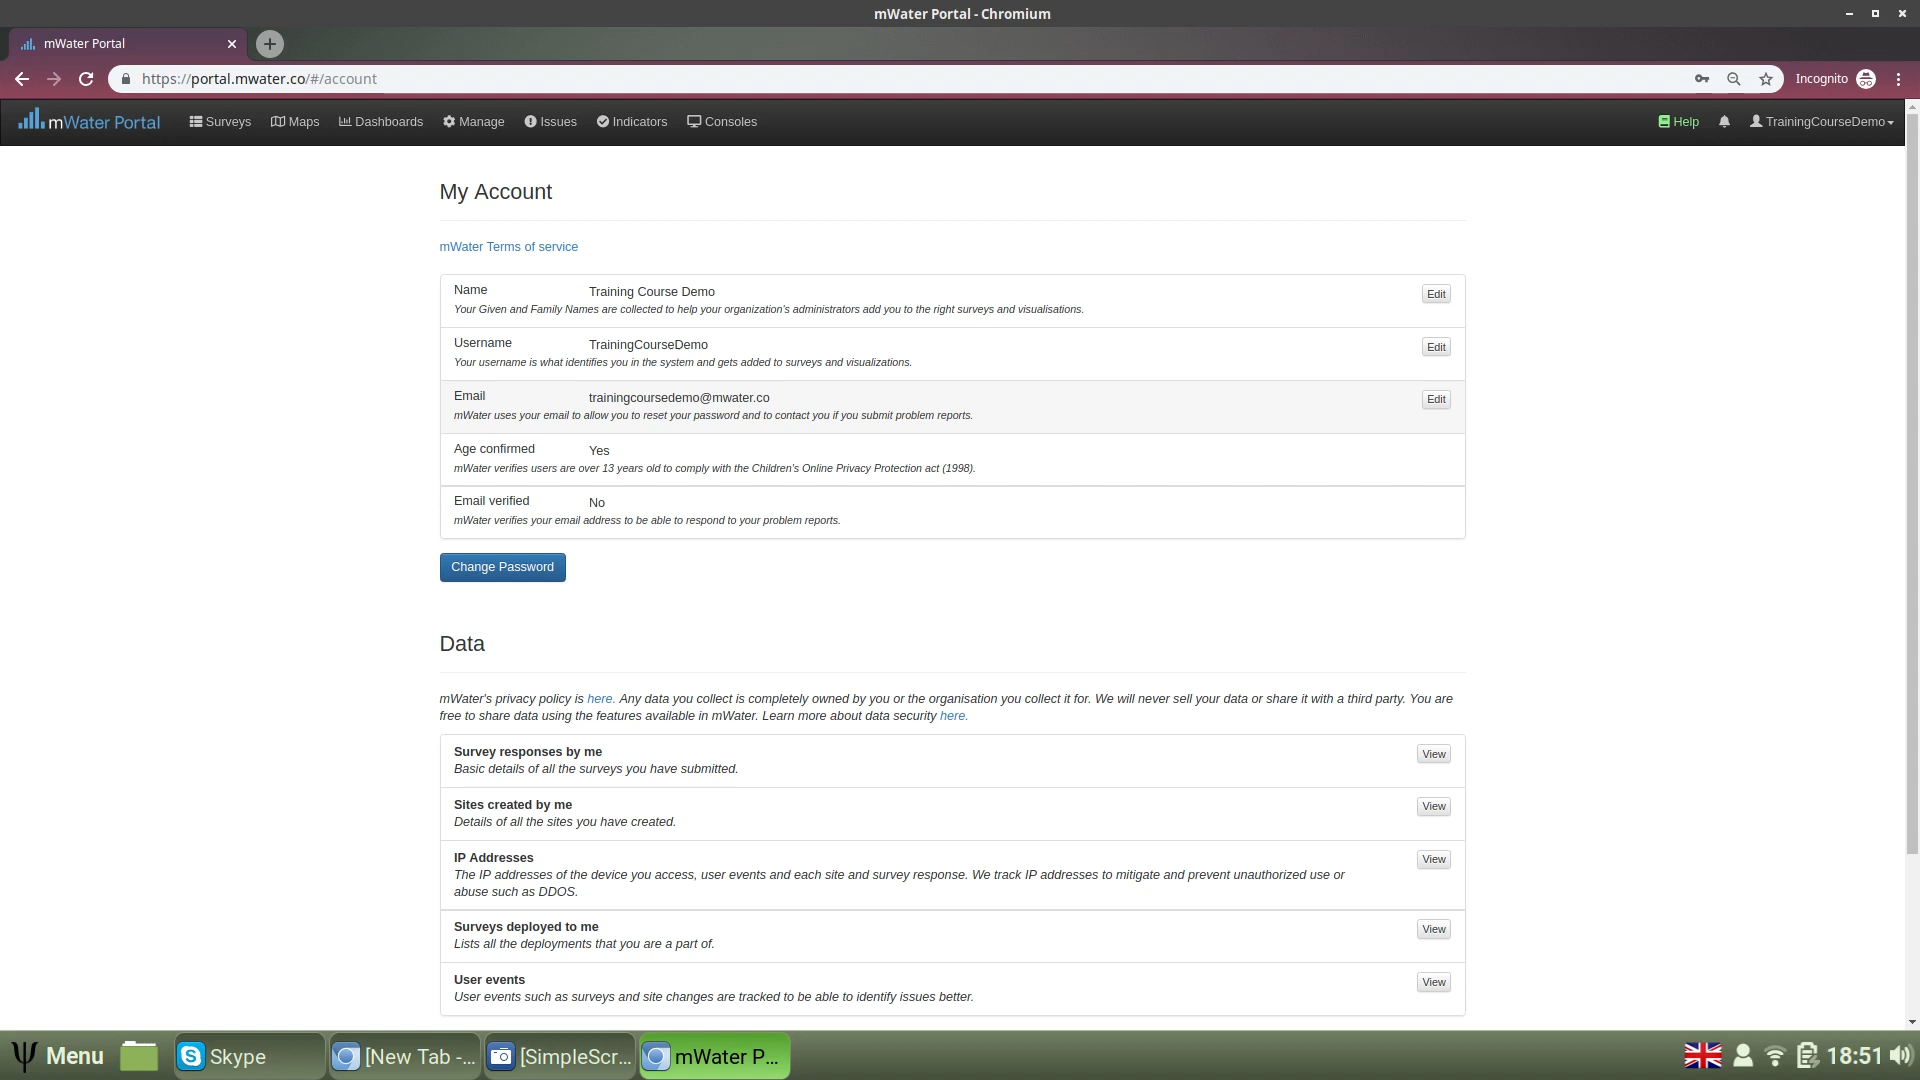 mWater Portal - Chromium
mWater Portal
https://portal.mwater.co/#/account
Incognito
mWater Portal
Surveys
Maps
Dashboards
Manage
Issues
Indicators
Consoles
Help
TrainingCourseDemo
My Account
mWater Terms of service
Name Training Course Demo Edit
Your Given and Family Names are collected to help your organization's administrators add you to the right surveys and visualisations.
Username TrainingCourseDemo Edit
Your username is what identifies you in the system and gets added to surveys and visualizations.
Email trainingcoursedemo@mwater.co Edit
mWater uses your email to allow you to reset your password and to contact you if you submit problem reports.
Age confirmed Yes
mWater verifies users are over 13 years old to comply with the Children's Online Privacy Protection act (1998).
Email verified No
mWater verifies your email address to be able to respond to your problem reports.
Change Password
Data
mWater's privacy policy is here. Any data you collect is completely owned by you or the organisation you collect it for. We will never sell your data or share it with a third party. You are
free to share data using the features available in mWater. Learn more about data security here.
Survey responses by me View
Basic details of all the surveys you have submitted.
Sites created by me View
Details of all the sites you have created.
IP Addresses View
The IP addresses of the device you access, user events and each site and survey response. We track IP addresses to mitigate and prevent unauthorized use or
abuse such as DDOS.
Surveys deployed to me View
Lists all the deployments that you are a part of.
User events View
User events such as surveys and site changes are tracked to be able to identify issues better.
Menu
Skype
[New Tab -...
[SimpleScr...
mWater P...
18:51